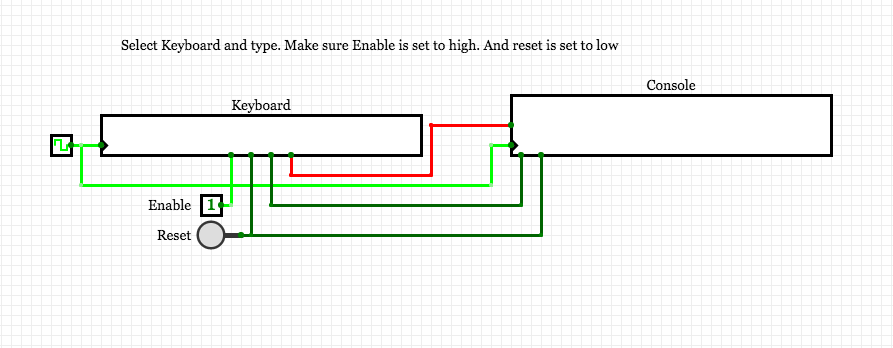 Select Keyboard and type. Make sure Enable is set to high. And reset is set to low
Console
Keyboard
Enable 1
Reset